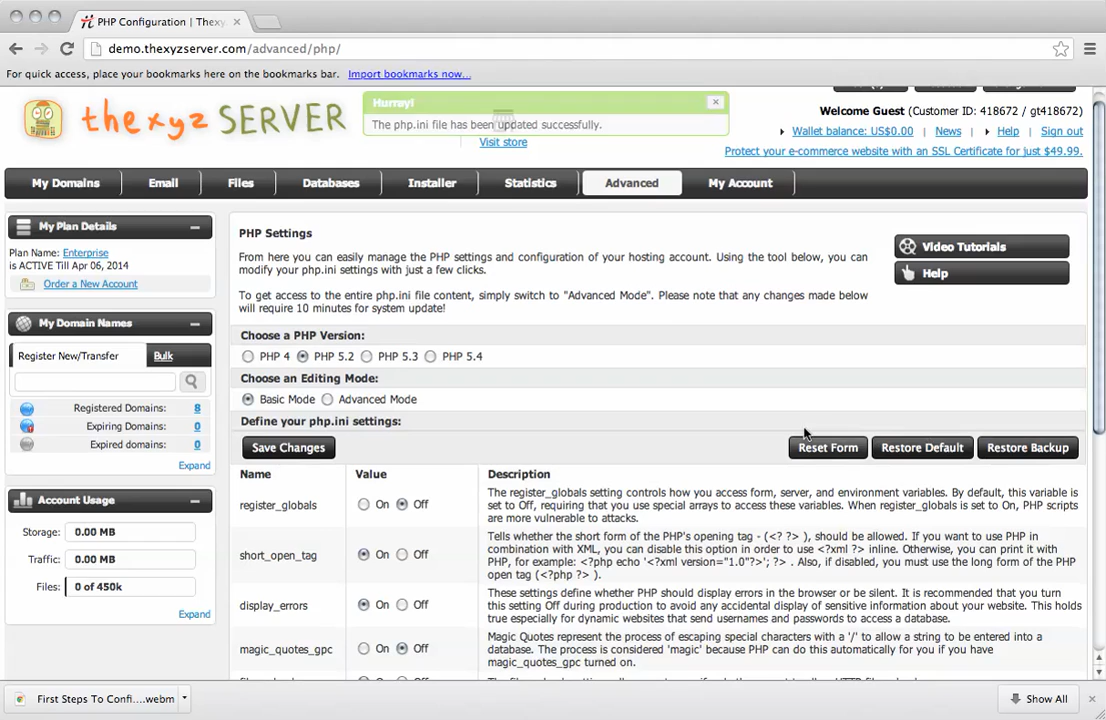 PHP Configuration | Thexy
demo.thexyzserver.com/advanced/php/
For quick access, place your bookmarks here on the bookmarks bar. Import bookmarks now...
the xyz SERVER
Hurray!
The php.ini file has been updated successfully.
Visit store
Welcome Guest (Customer ID: 418672 / gt418672)
Wallet balance: US$0.00 News Help Sign out
Protect your e-commerce website with an SSL Certificate for just $49.99.
My Domains Email Files Databases Installer Statistics Advanced My Account
My Plan Details
Plan Name: Enterprise
is ACTIVE Till Apr 06, 2014
Order a New Account
My Domain Names
Register New/Transfer Bulk
Registered Domains: 8
Expiring Domains: 0
Expired domains: 0
Expand
Account Usage
Storage: 0.00 MB
Traffic: 0.00 MB
Files: 0 of 450k
Expand
PHP Settings
From here you can easily manage the PHP settings and configuration of your hosting account. Using the tool below, you can
modify your php.ini settings with just a few clicks.
To get access to the entire php.ini file content, simply switch to "Advanced Mode". Please note that any changes made below
will require 10 minutes for system update!
Video Tutorials
Help
Choose a PHP Version:
PHP 4 PHP 5.2 PHP 5.3 PHP 5.4
Choose an Editing Mode:
Basic Mode Advanced Mode
Define your php.ini settings:
Save Changes Reset Form Restore Default Restore Backup
Name Value Description
register_globals On Off
The register_globals setting controls how you access form, server, and environment variables. By default, this variable is
set to Off, requiring that you use special arrays to access these variables. When register_globals is set to On, PHP scripts
are more vulnerable to attacks.
short_open_tag On Off
Tells whether the short form of the PHP's opening tag - (<? ?> ), should be allowed. If you want to use PHP in
combination with XML, you can disable this option in order to use <?xml ?> inline. Otherwise, you can print it with
PHP, for example: <?php echo '<?xml version="1.0"?>'; ?> . Also, if disabled, you must use the long form of the PHP
open tag (<?php ?> ).
display_errors On Off
These settings define whether PHP should display errors in the browser or be silent. It is recommended that you turn
this setting Off during production to avoid any accidental display of sensitive information about your website. This holds
true especially for dynamic websites that send usernames and passwords to access a database.
magic_quotes_gpc On Off
Magic Quotes represent the process of escaping special characters with a '/' to allow a string to be entered into a
database. The process is considered 'magic' because PHP can do this automatically for you if you have
magic_quotes_gpc turned on.
First Steps To Confi....webm
Show All